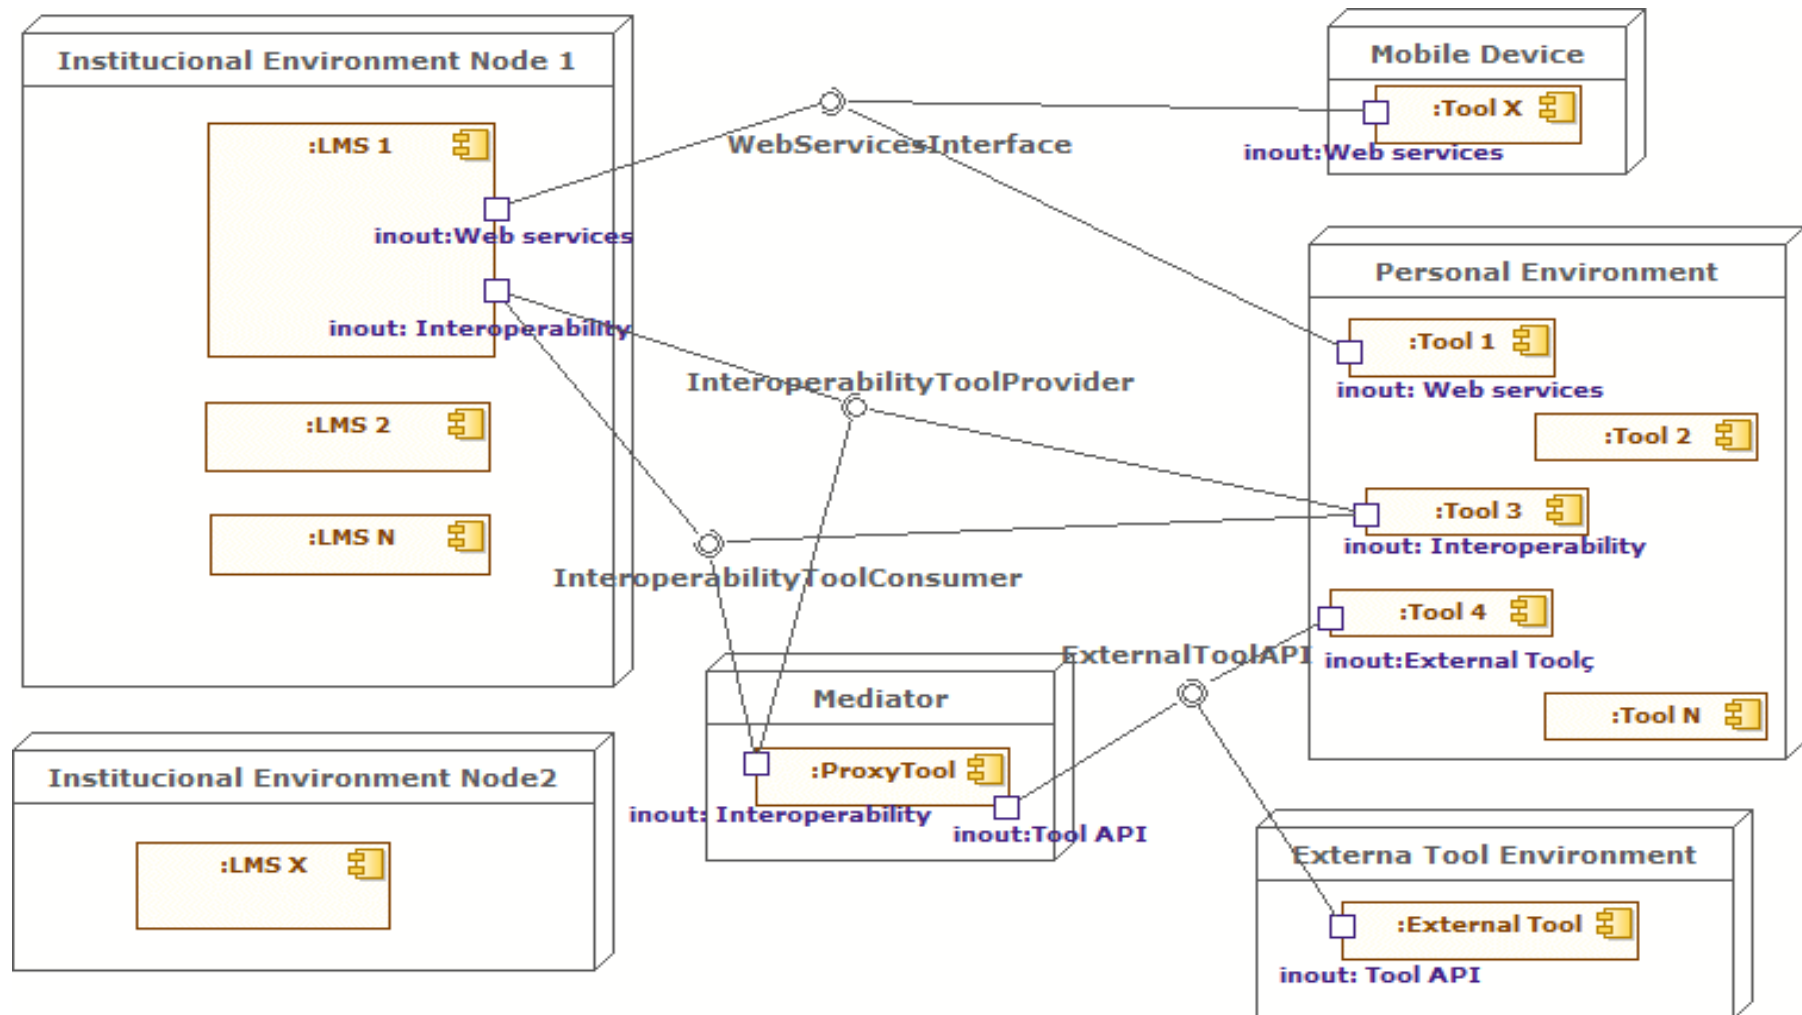 Institucional Environment Node 1
:LMS 1
inout:Web services
inout: Interoperability
:LMS 2
:LMS N
WebServicesInterface
InteroperabilityToolProvider
InteroperabilityToolConsumer
Mobile Device
:Tool X
inout:Web services
Personal Environment
:Tool 1
inout: Web services
:Tool 2
:Tool 3
inout: Interoperability
:Tool 4
inout:External Toolç
:Tool N
ExternalToolAPI
Mediator
:ProxyTool
inout: Interoperability
inout:Tool API
Institucional Environment Node2
:LMS X
Externa Tool Environment
:External Tool
inout: Tool API